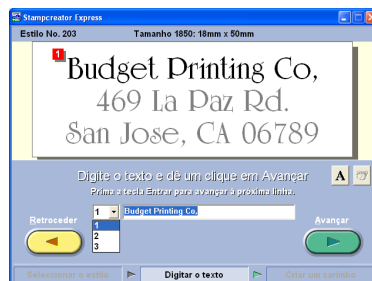 Stampcreator Express
Estilo No. 203 Tamanho 1850: 18mm x 50mm
1
Budget Printing Co,
469 La Paz Rd.
San Jose, CA 06789
Digite o texto e dê um clique em Avançar
A
Prima a tecla Entrar para avançar à próxima linha.
Retroceder
1
Budget Printing Co,
Avançar
1
2
3
Seleccionar o estilo
Digitar o texto
Criar um carimbo